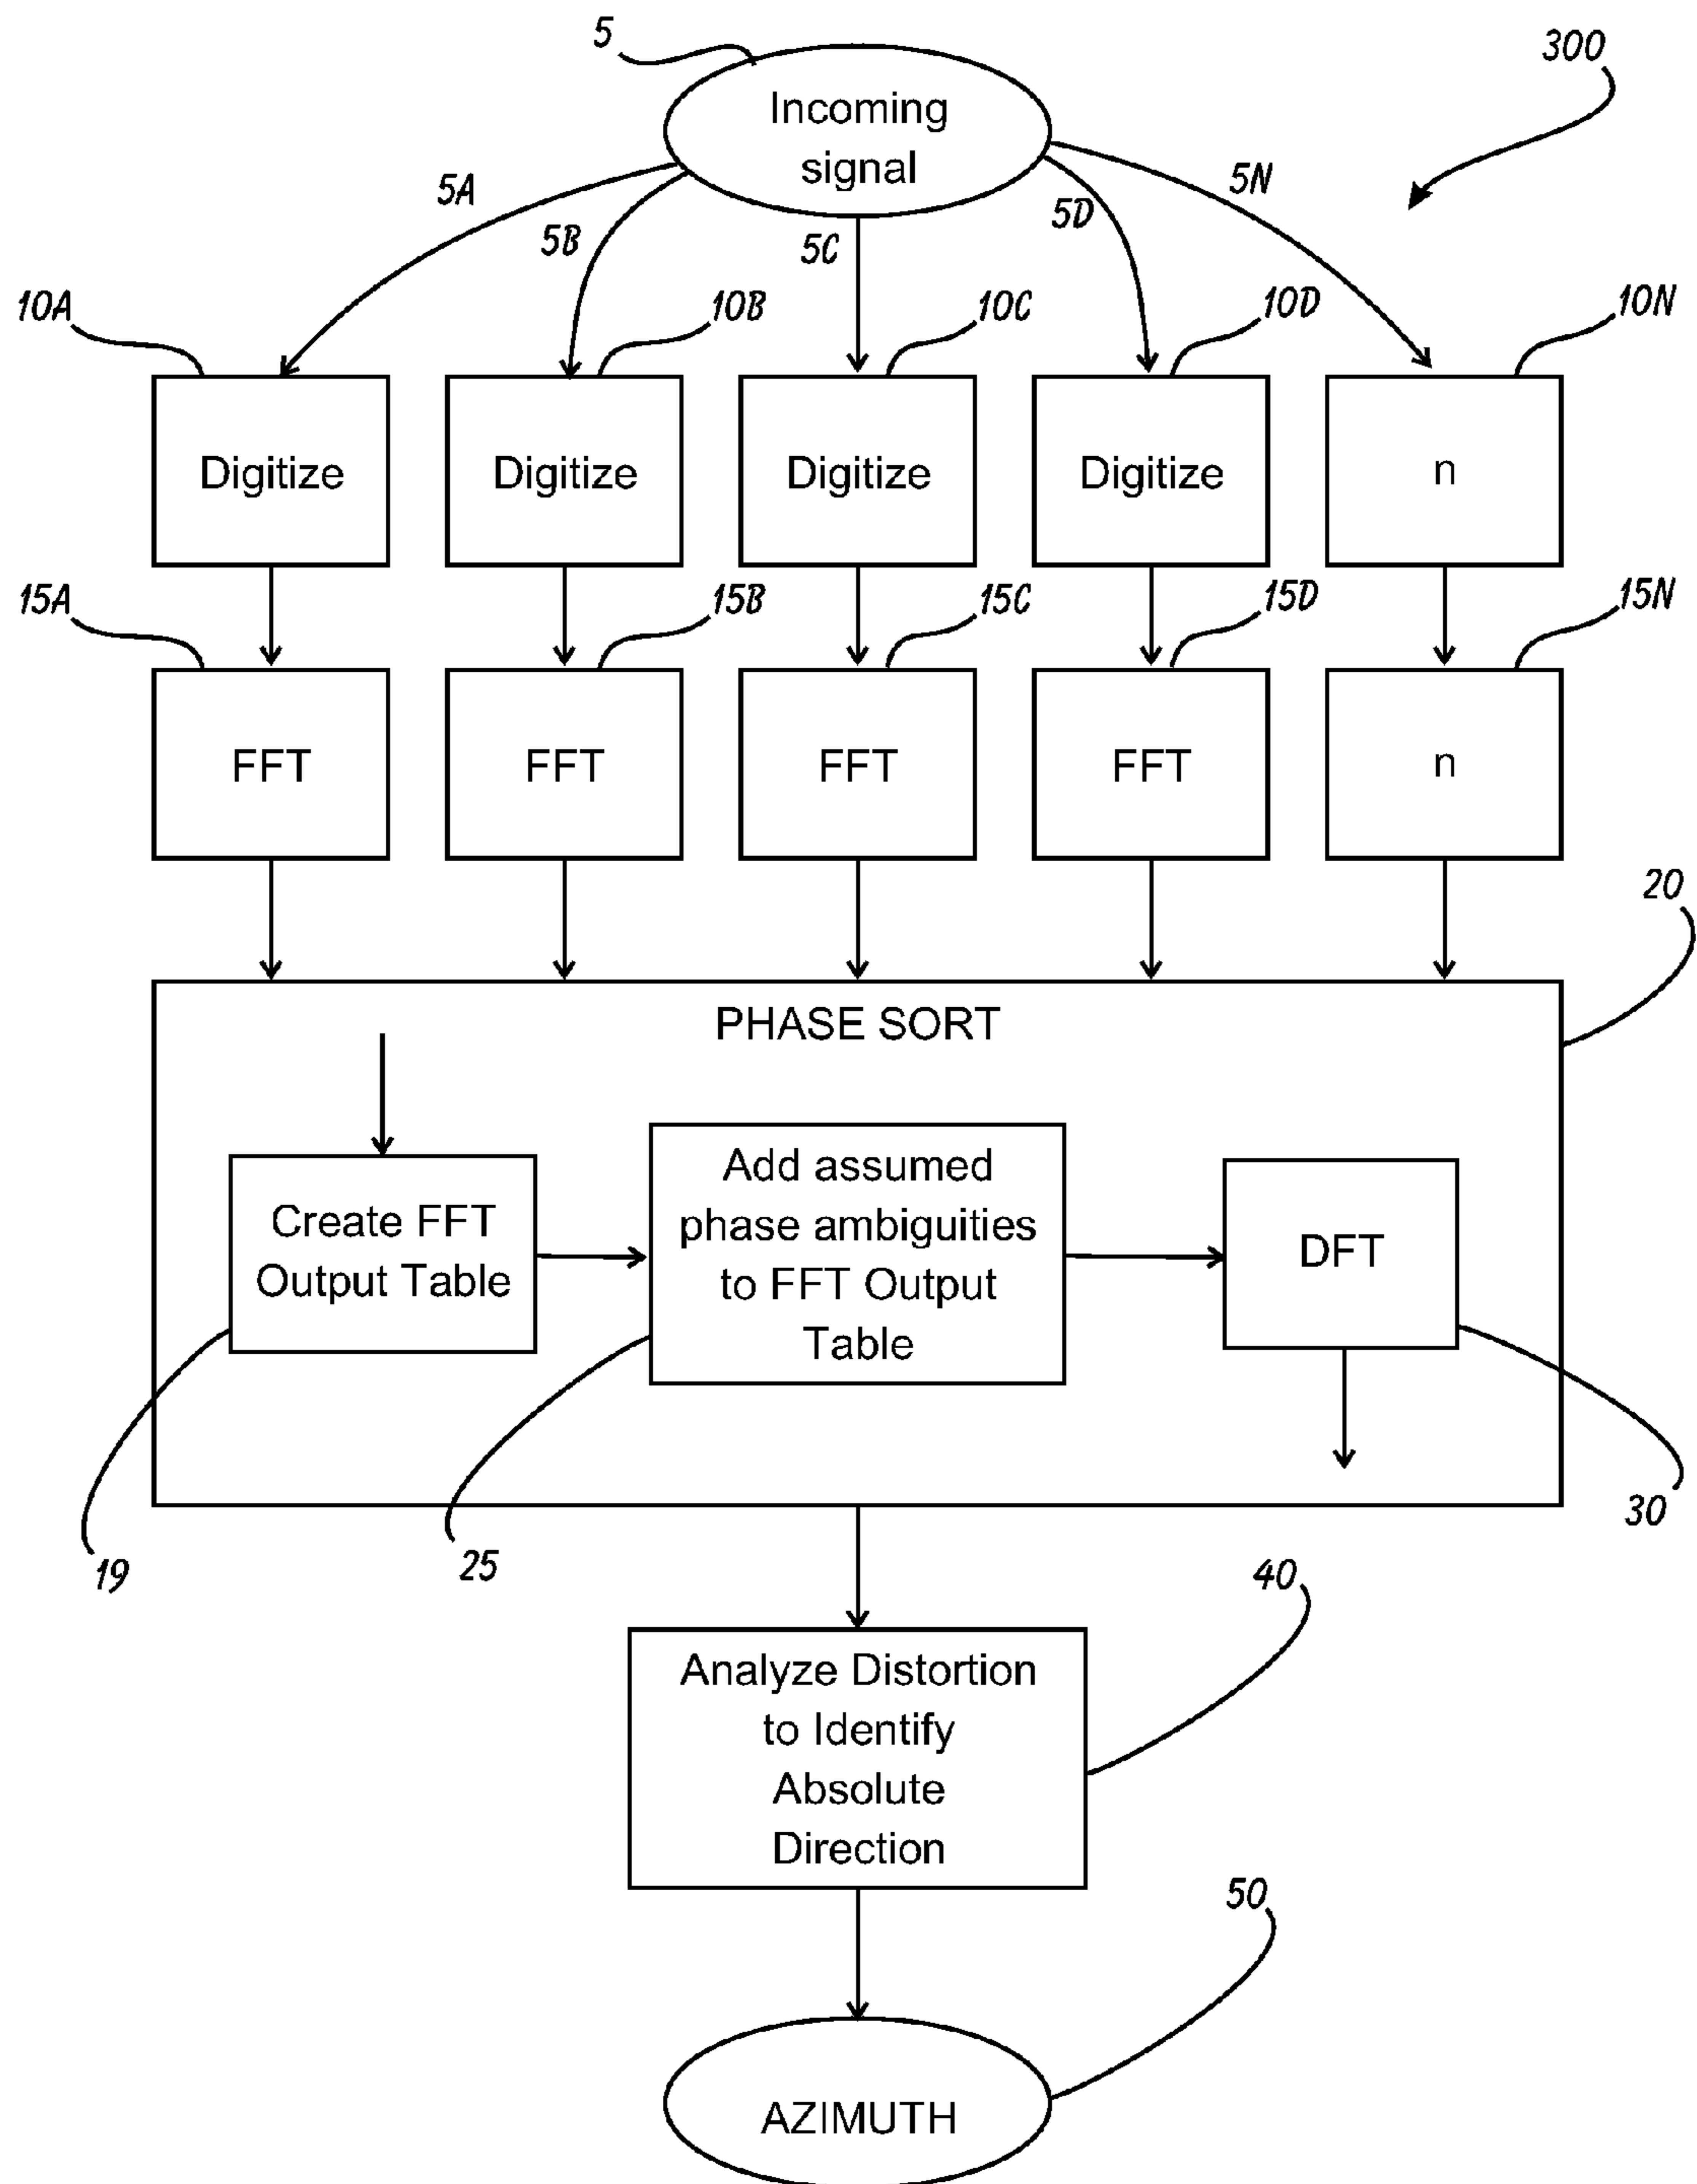 5
300
Incoming
signal
5A
5B
5C
5D
5N
10A
10B
10C
10D
10N
Digitize
Digitize
Digitize
Digitize
n
15A
15B
15C
15D
15N
FFT
FFT
FFT
FFT
n
20
PHASE SORT
Create FFT
Output Table
Add assumed
phase ambiguities
to FFT Output
Table
DFT
19
25
30
40
Analyze Distortion
to Identify
Absolute
Direction
50
AZIMUTH